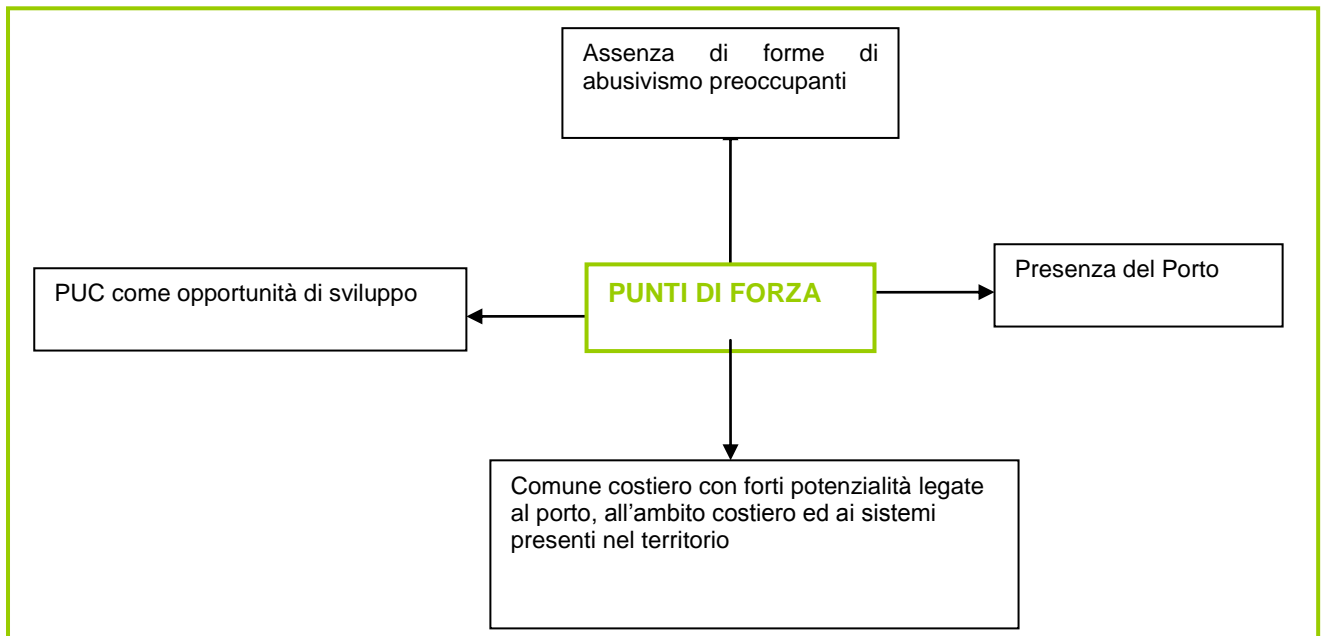 Assenza di forme di
abusivismo preoccupanti
Presenza del Porto
PUC come opportunità di sviluppo
PUNTI DI FORZA
Comune costiero con forti potenzialità legate
al porto, all’ambito costiero ed ai sistemi
presenti nel territorio